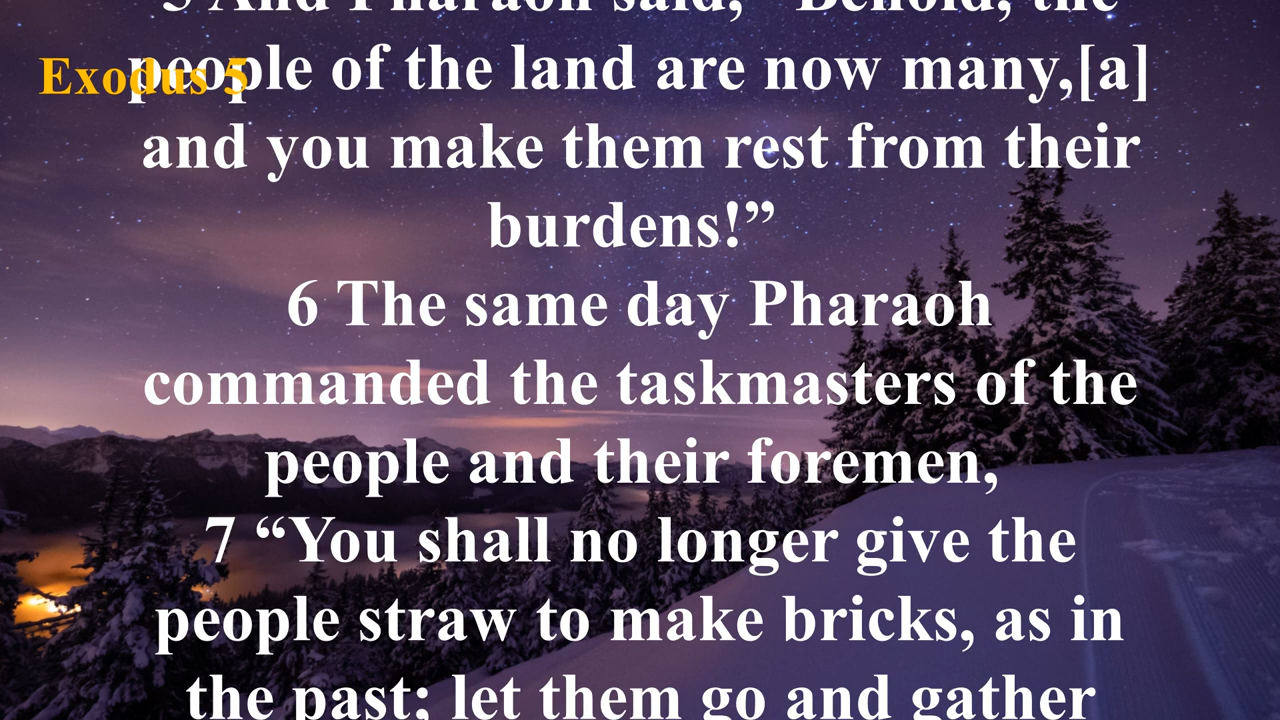 5 And Pharaoh said, “Behold, the
Exodus 5
people of the land are now many,[a]
and you make them rest from their
burdens!”
6 The same day Pharaoh
commanded the taskmasters of the
people and their foremen,
7 “You shall no longer give the
people straw to make bricks, as in
the past; let them go and gather